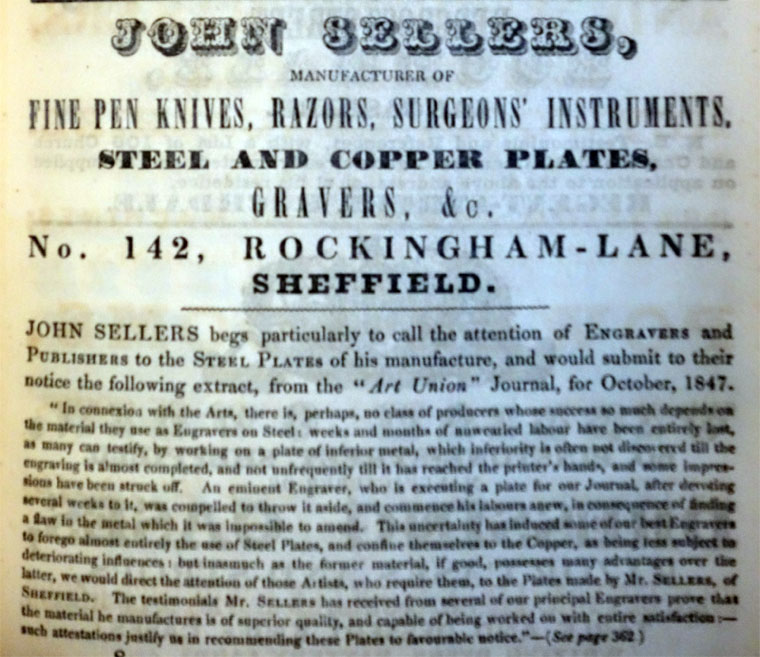 JOHN SELLERS,
MANUFACTURER OF
FINE PEN KNIVES, RAZORS, SURGEONS' INSTRUMENTS,
STEEL AND COPPER PLATES,
GRAVERS, &c.
No. 142, ROCKINGHAM-LANE,
SHEFFIELD.
JOHN SELLERS begs particularly to call the attention of ENGRAVERS and
PUBLISHERS to the STEEL PLATES of his manufacture, and would submit to their
notice the following extract, from the "Art Union" Journal, for October, 1847.
"In connexion with the Arts, there is, perhaps, no class of producers whose success so much depends on
the material they use as Engravers on Steel: weeks and months of unwearied labour have been entirely lost,
as many can testify, by working on a plate of inferior metal, which inferiority is often not discovered till the
engraving is almost completed, and not unfrequently till it has reached the printer's hands, and some impres-
sions have been struck off. An eminent Engraver, who is executing a plate for our Journal, after devoting
several weeks to it, was compelled to throw it aside, and commence his labours anew, in consequence of finding
a flaw in the metal which it was impossible to amend. This uncertainty has induced some of our best Engravers
to forego almost entirely the use of Steel Plates, and confine themselves to the Copper, as being less subject to
deteriorating influences: but inasmuch as the former material, if good, possesses many advantages over the
latter, we would direct the attention of those Artists, who require them, to the Plates made by Mr. SELLERS, of
SHEFFIELD. The testimonials Mr. SELLERS has received from several of our principal Engravers prove that
the material he manufactures is of superior quality, and capable of being worked on with entire satisfaction:—
such attestations justify us in recommending these Plates to favourable notice."—(See page 362)